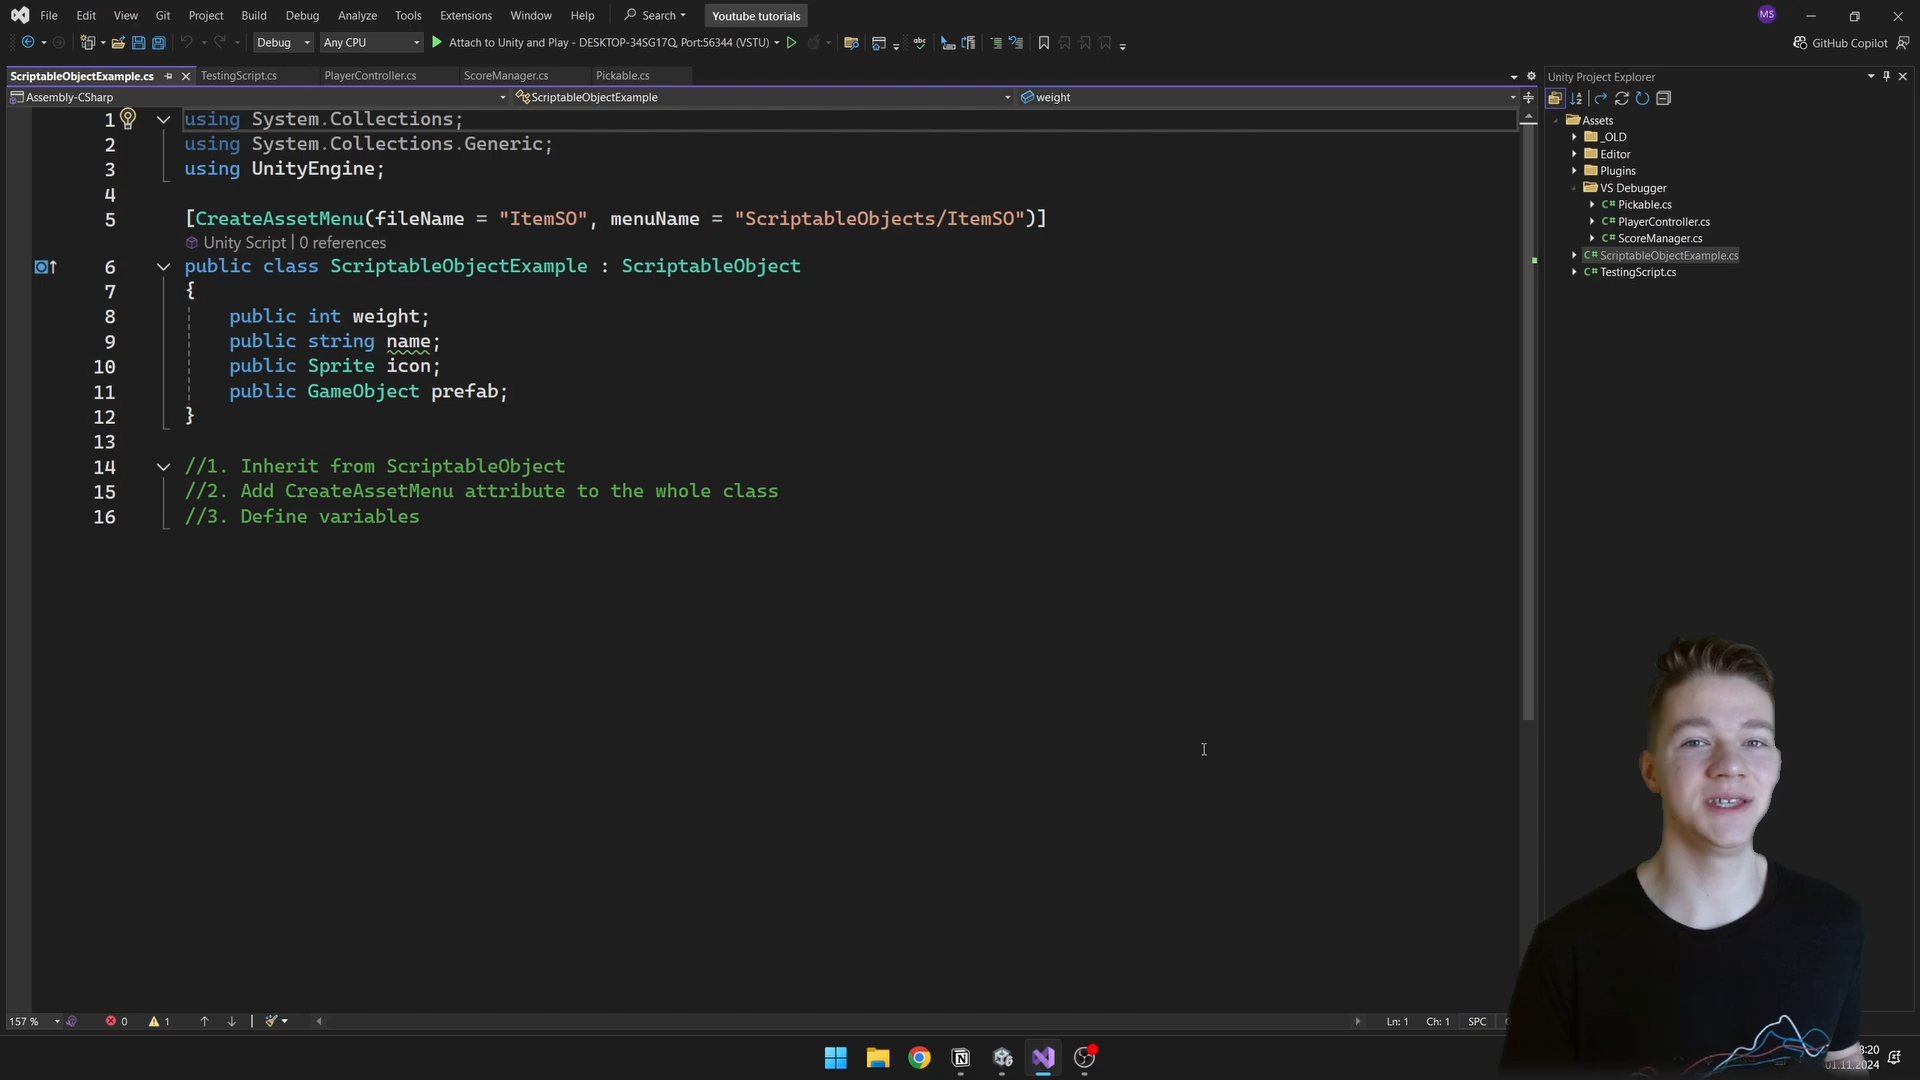 File Edit View Git Project Build Debug Analyze Tools Extensions Window Help Search Youtube tutorials MS
Debug Any CPU Attach to Unity and Play - DESKTOP-34SG17Q, Port:56344 (VSTU) GitHub Copilot
ScriptableObjectExample.cs TestingScript.cs PlayerController.cs ScoreManager.cs Pickable.cs
Assembly-CSharp ScriptableObjectExample weight
1 using System.Collections;
2 using System.Collections.Generic;
3 using UnityEngine;
4
5 [CreateAssetMenu(fileName = "ItemSO", menuName = "ScriptableObjects/ItemSO")]
Unity Script | 0 references
6 public class ScriptableObjectExample : ScriptableObject
7 {
8 public int weight;
9 public string name;
10 public Sprite icon;
11 public GameObject prefab;
12 }
13
14 //1. Inherit from ScriptableObject
15 //2. Add CreateAssetMenu attribute to the whole class
16 //3. Define variables
Unity Project Explorer
Assets
_OLD
Editor
Plugins
VS Debugger
C# Pickable.cs
C# PlayerController.cs
C# ScoreManager.cs
C# ScriptableObjectExample.cs
C# TestingScript.cs
157 % 0 1 Ln: 1 Ch: 1 SPC
8:20
01.11.2024